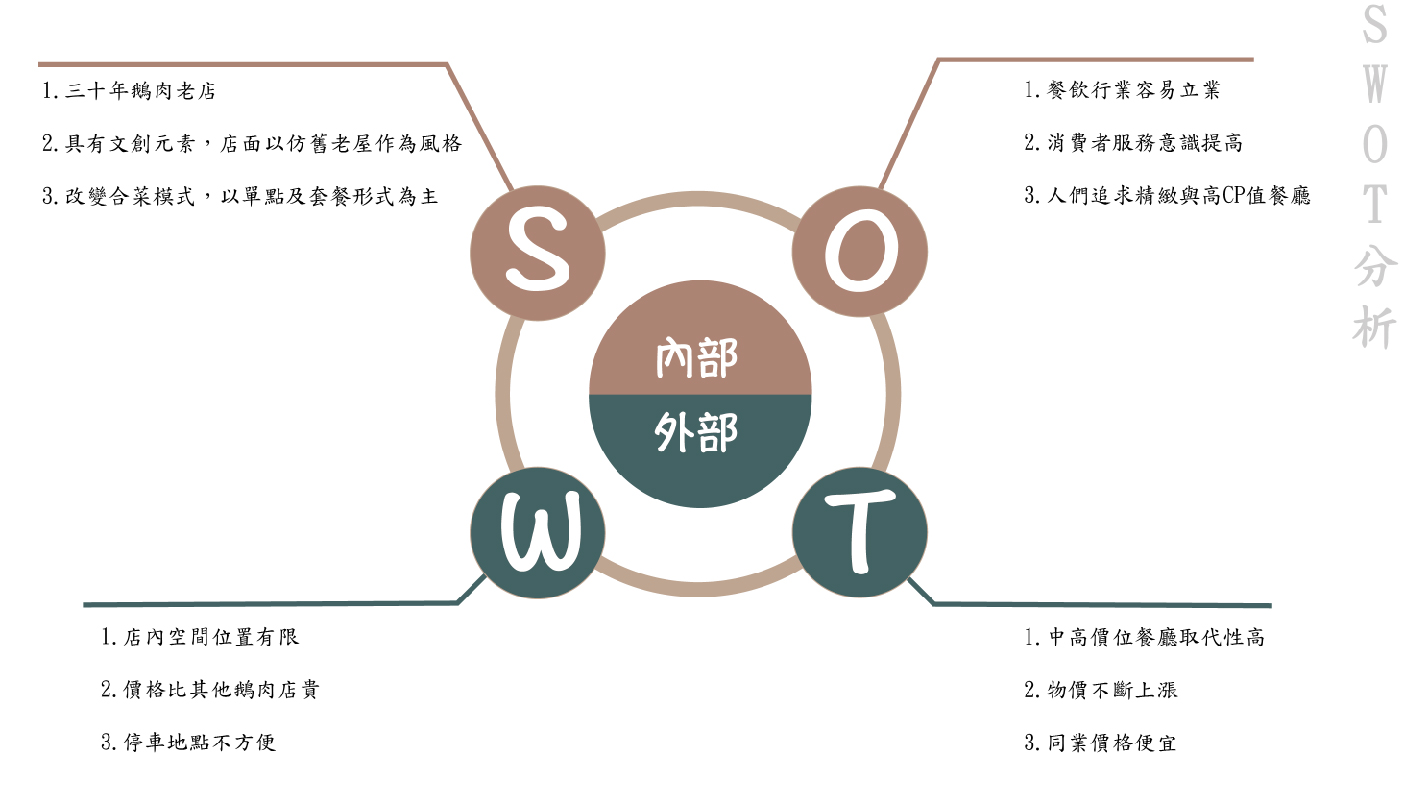 SWOT分析
1.三十年鵝肉老店
2.具有文創元素，店面以仿舊老屋作為風格
3.改變合菜模式，以單點及套餐形式為主
1.餐飲行業容易立業
2.消費者服務意識提高
3.人們追求精緻與高CP值餐廳
S
O
內部
外部
W
T
1.店內空間位置有限
2.價格比其他鵝肉店貴
3.停車地點不方便
1.中高價位餐廳取代性高
2.物價不斷上漲
3.同業價格便宜